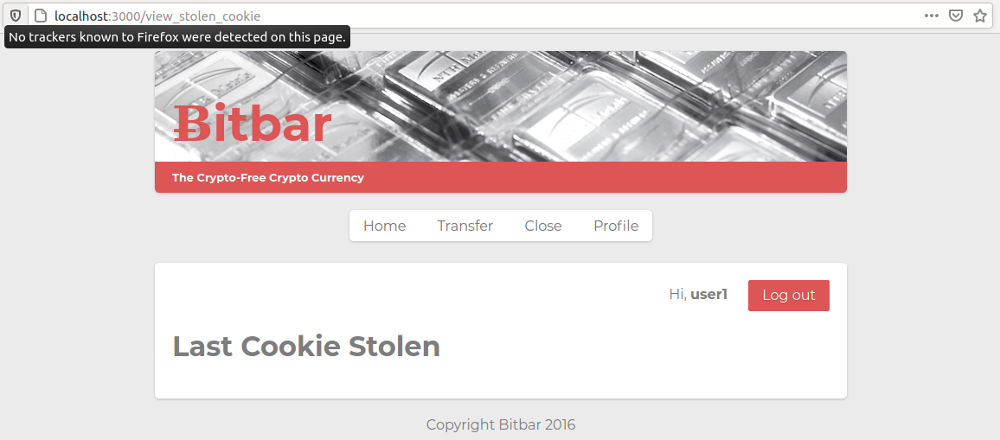 localhost:3000/view_stolen_cookie
No trackers known to Firefox were detected on this page.
Ƀitbar
The Crypto-Free Crypto Currency
Home Transfer Close Profile
Hi, user1 Log out
Last Cookie Stolen
Copyright Bitbar 2016